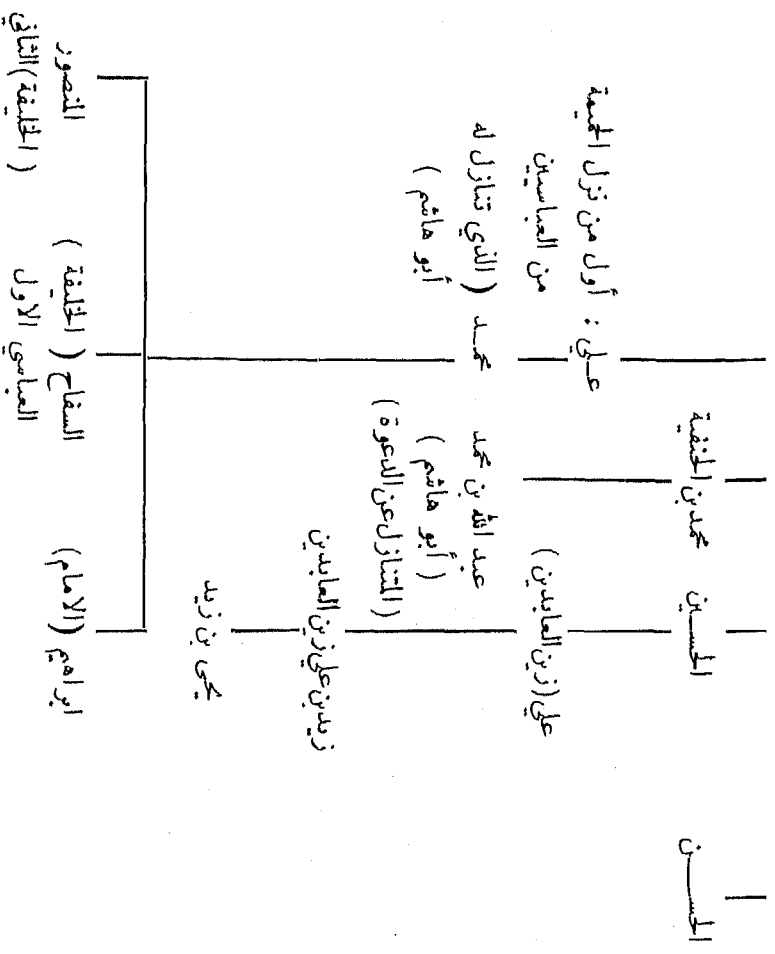 الحسن
الحسين
محمد بن الحنفية
علي : أول من نزل الحميمة
من العباسيين
علي (زين العابدين)
عبد الله بن محمد
( أبو هاشم )
(المتنازل عن الدعوة)
محمد (الذي تنازل له
أبو هاشم )
زيد بن علي زين العابدين
يحيى بن زيد
ابراهيم (الامام)
السفاح ( الخليفة )
العباسي الاول
المنصور
(الخليفة) الثاني